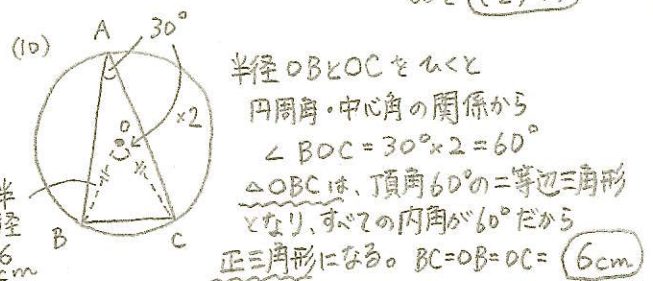 (10)
A
30°
O
×2
半径
6cm
B
C
半径OBとOCをひくと
円周角・中心角の関係から
∠BOC=30°×2=60°
△OBCは、頂角60°の二等辺三角形
となり、すべての内角が60°だから
正三角形になる。BC=OB=OC=6cm